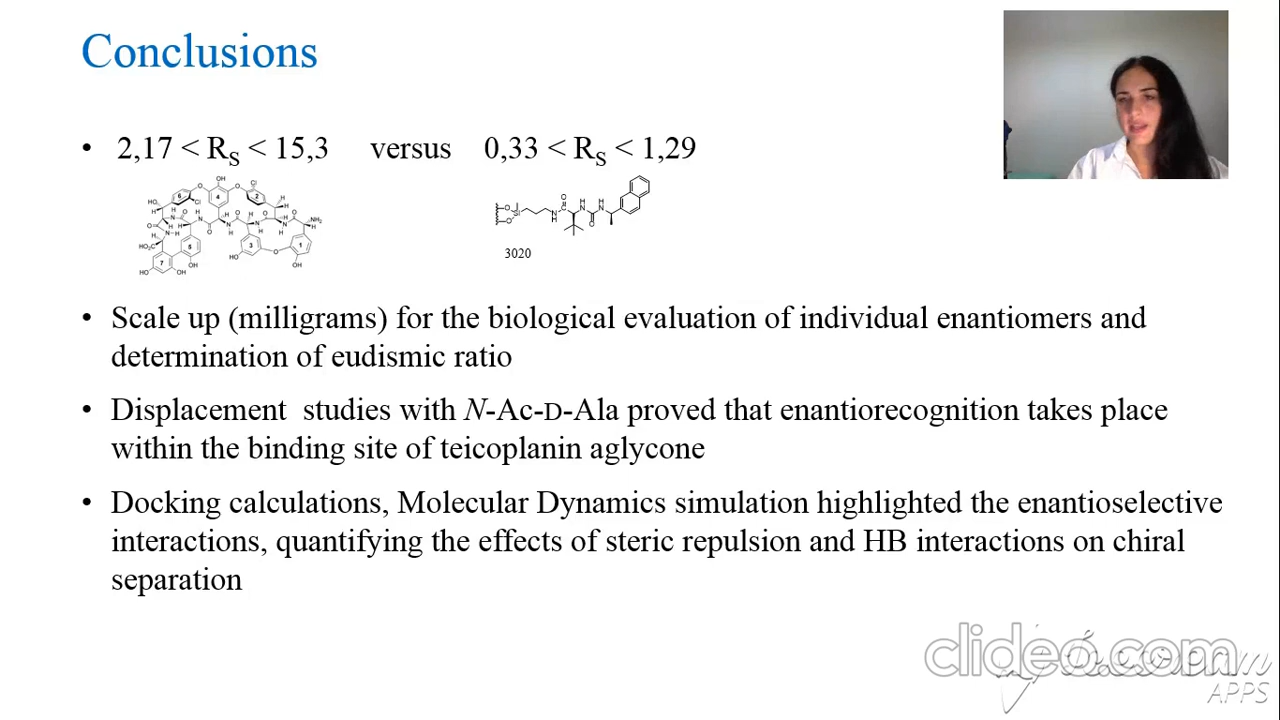 Conclusions
• 2,17 < RS < 15,3 versus 0,33 < RS < 1,29
3020
• Scale up (milligrams) for the biological evaluation of individual enantiomers and
determination of eudismic ratio
• Displacement studies with N-Ac-D-Ala proved that enantiorecognition takes place
within the binding site of teicoplanin aglycone
• Docking calculations, Molecular Dynamics simulation highlighted the enantioselective
interactions, quantifying the effects of steric repulsion and HB interactions on chiral
separation
clideo.com
APPS